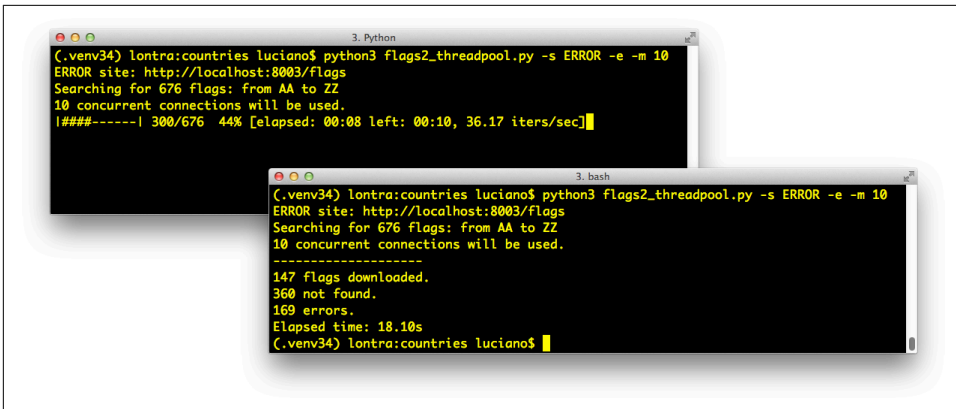 3. Python
(.venv34) lontra:countries luciano$ python3 flags2_threadpool.py -s ERROR -e -m 10
ERROR site: http://localhost:8003/flags
Searching for 676 flags: from AA to ZZ
10 concurrent connections will be used.
|####------| 300/676  44% [elapsed: 00:08 left: 00:10, 36.17 iters/sec]
3. bash
(.venv34) lontra:countries luciano$ python3 flags2_threadpool.py -s ERROR -e -m 10
ERROR site: http://localhost:8003/flags
Searching for 676 flags: from AA to ZZ
10 concurrent connections will be used.
--------------------
147 flags downloaded.
360 not found.
169 errors.
Elapsed time: 18.10s
(.venv34) lontra:countries luciano$